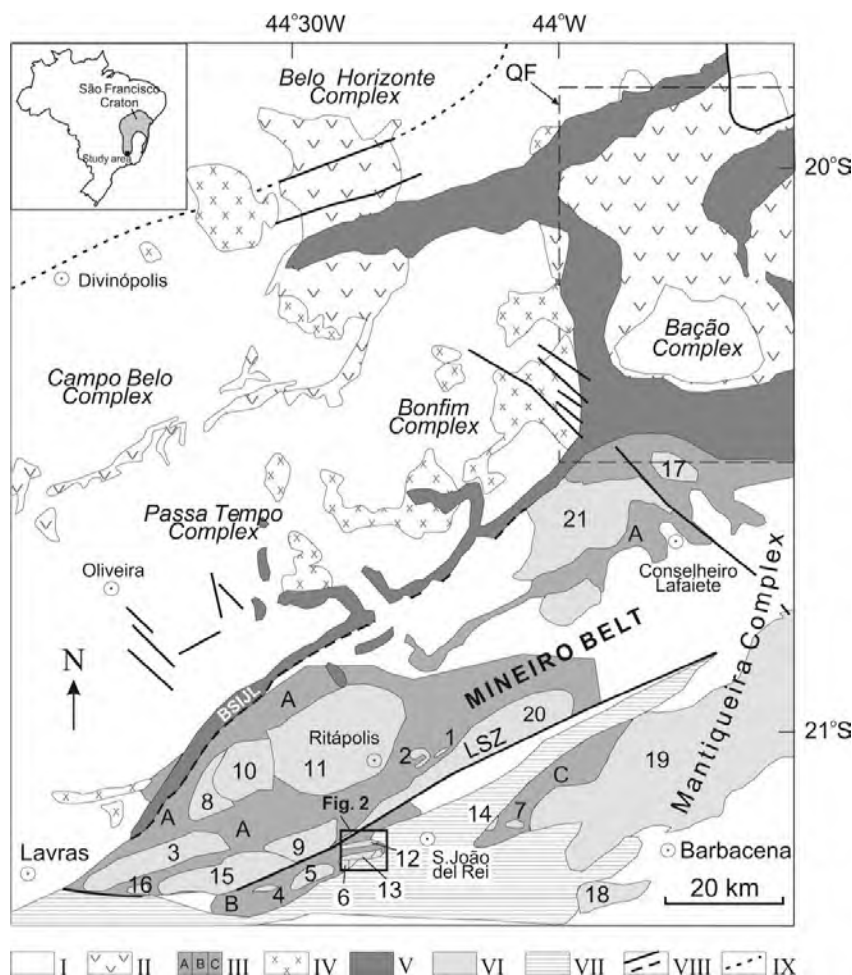 44°30'W
44°W
São Francisco
Craton
Study area
Belo Horizonte
Complex
QF
20°S
Divinópolis
Bação
Complex
Campo Belo
Complex
Bonfim
Complex
17
Passa Tempo
Complex
21
A
Oliveira
Conselheiro
Lafaiete
N
MINEIRO BELT
Mantiqueira Complex
BSIJL
A
20
21°S
Ritápolis
1
2
LSZ
10
11
19
C
8
Fig. 2
14
7
A
A
3
9
12
S. João
del Rei
Lavras
Barbacena
15
5
16
4
6
13
B
18
20 km
I II A B C III IV V VI VII VIII IX